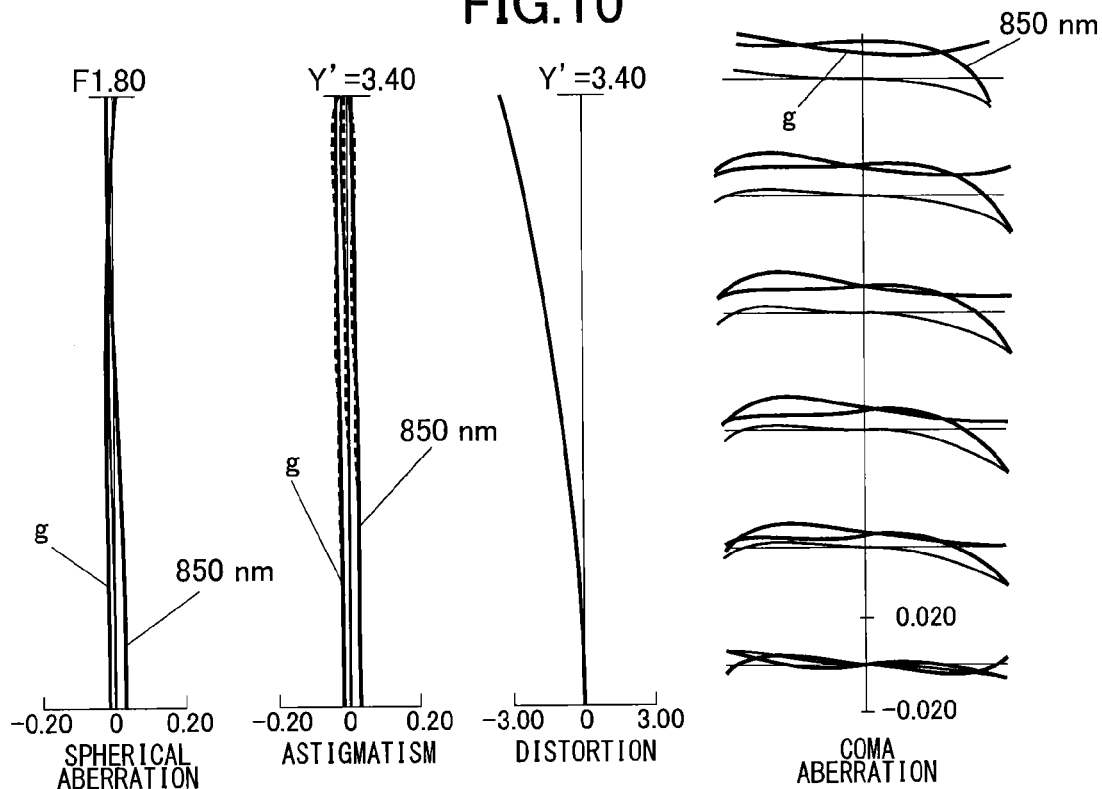 FIG.10
F1.80
g
850 nm
-0.20 0 0.20
SPHERICAL
ABERRATION
Y'=3.40
g
850 nm
-0.20 0 0.20
ASTIGMATISM
Y'=3.40
-3.00 0 3.00
DISTORTION
850 nm
g
0.020
-0.020
COMA
ABERRATION